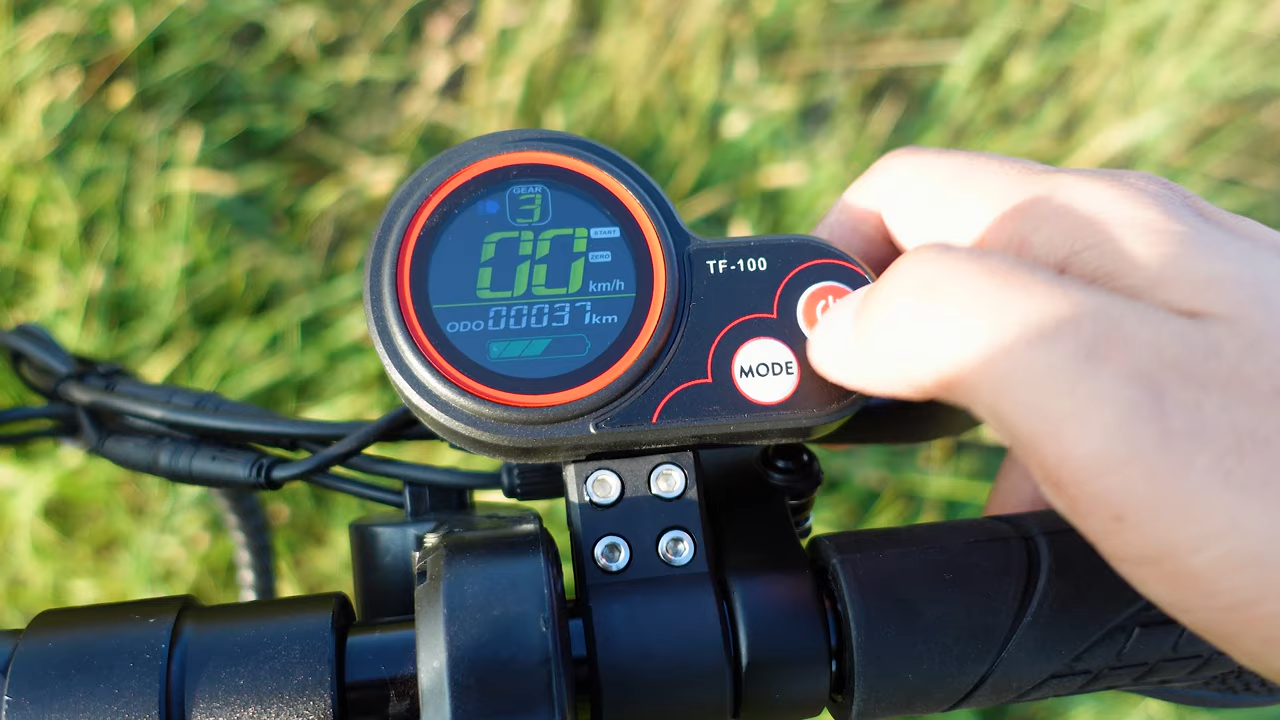 GEAR
3
00 START
ZERO
km/h
ODO 00037 km
TF-100
MODE